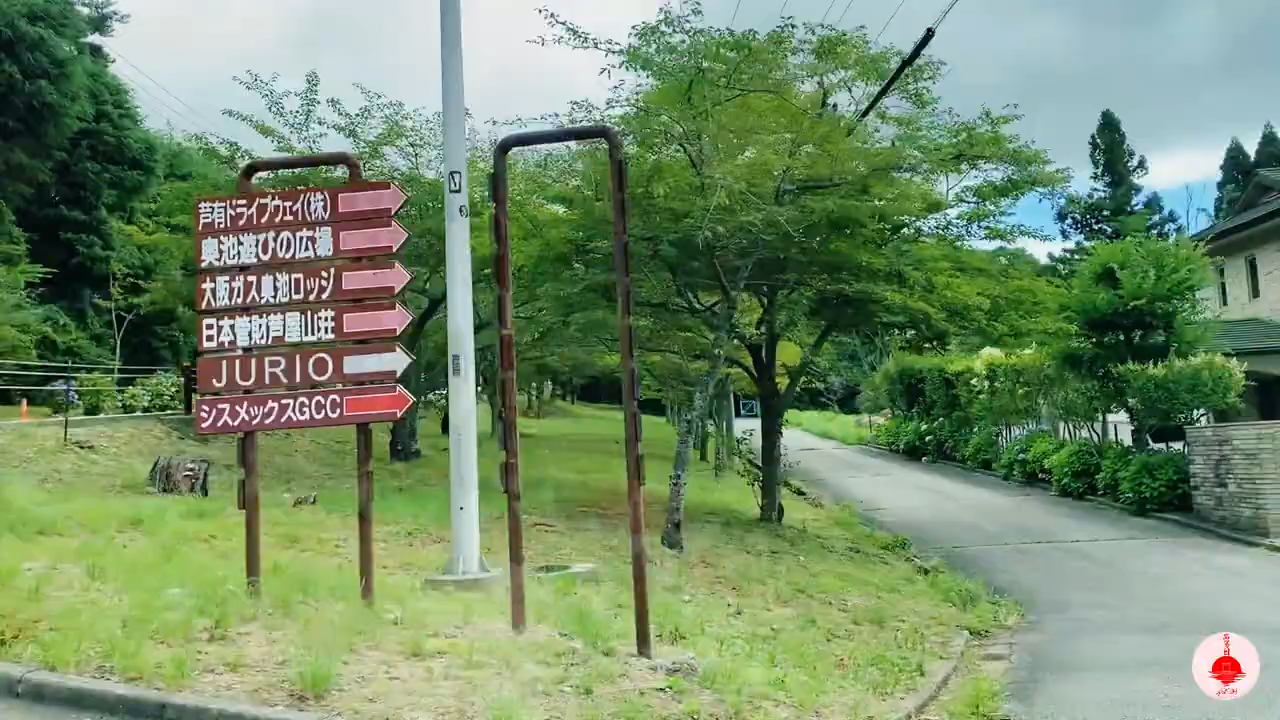 芦有ドライブウェイ(株)
奥池遊びの広場
大阪ガス奥池ロッジ
日本管財芦屋山荘
JURIO
シスメックスGCC